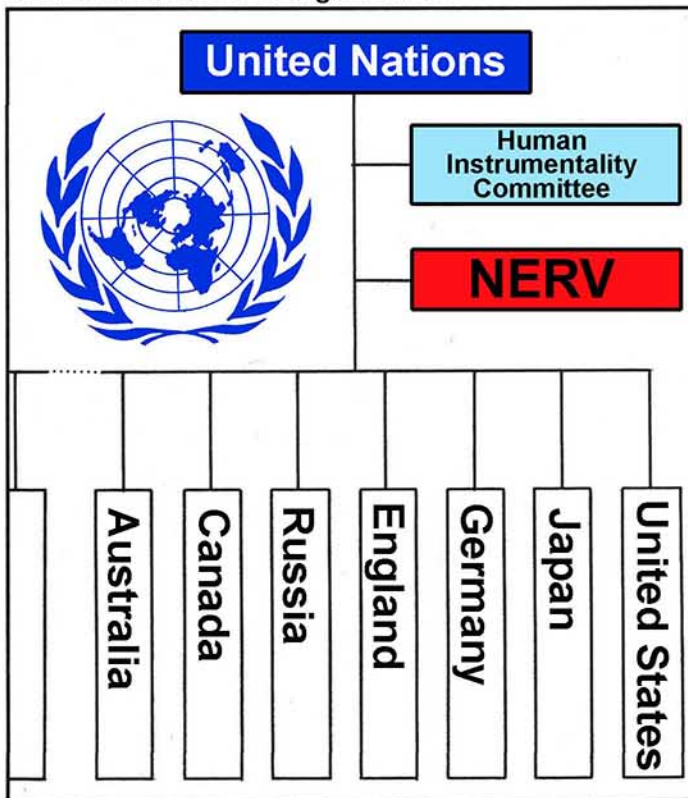 United Nations
Human
Instrumentality
Committee
NERV
Australia
Canada
Russia
England
Germany
Japan
United States